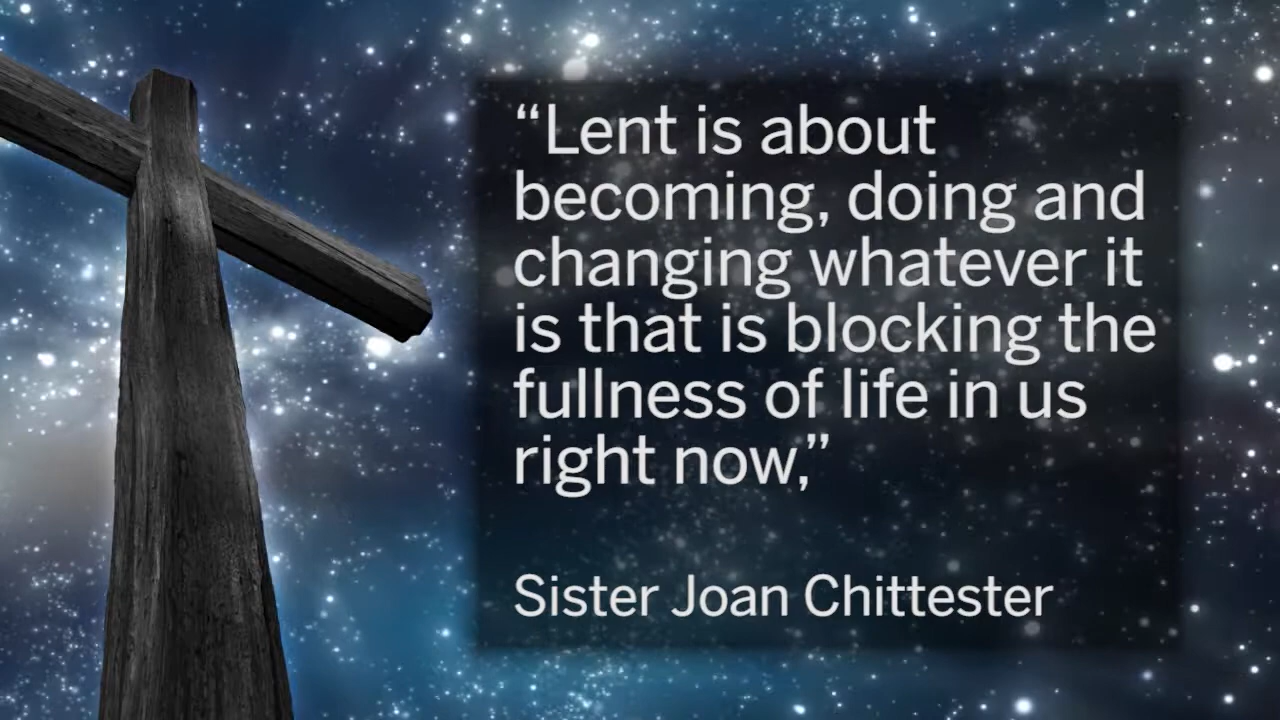 “Lent is about
becoming, doing and
changing whatever it
is that is blocking the
fullness of life in us
right now,”
Sister Joan Chittester